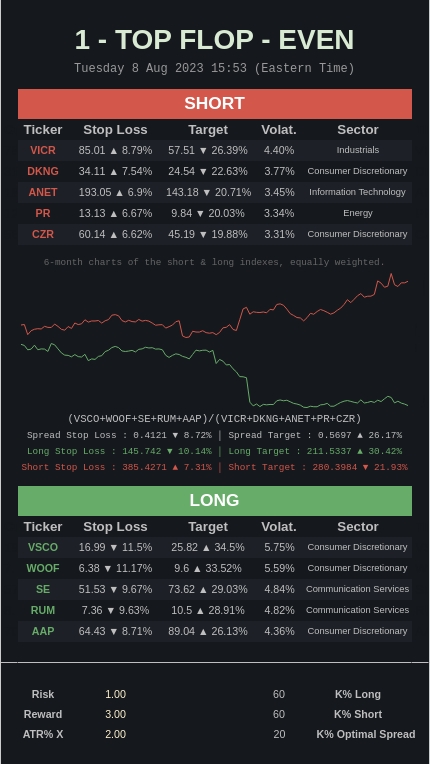 1 - TOP FLOP - EVEN
Tuesday 8 Aug 2023 15:53 (Eastern Time)
SHORT
Ticker Stop Loss Target Volat. Sector
VICR 85.01 ▲ 8.79% 57.51 ▼ 26.39% 4.40% Industrials
DKNG 34.11 ▲ 7.54% 24.54 ▼ 22.63% 3.77% Consumer Discretionary
ANET 193.05 ▲ 6.9% 143.18 ▼ 20.71% 3.45% Information Technology
PR 13.13 ▲ 6.67% 9.84 ▼ 20.03% 3.34% Energy
CZR 60.14 ▲ 6.62% 45.19 ▼ 19.88% 3.31% Consumer Discretionary
6-month charts of the short & long indexes, equally weighted.
(VSCO+WOOF+SE+RUM+AAP)/(VICR+DKNG+ANET+PR+CZR)
Spread Stop Loss : 0.4121 ▼ 8.72% | Spread Target : 0.5697 ▲ 26.17%
Long Stop Loss : 145.742 ▼ 10.14% | Long Target : 211.5337 ▲ 30.42%
Short Stop Loss : 385.4271 ▲ 7.31% | Short Target : 280.3984 ▼ 21.93%
LONG
Ticker Stop Loss Target Volat. Sector
VSCO 16.99 ▼ 11.5% 25.82 ▲ 34.5% 5.75% Consumer Discretionary
WOOF 6.38 ▼ 11.17% 9.6 ▲ 33.52% 5.59% Consumer Discretionary
SE 51.53 ▼ 9.67% 73.62 ▲ 29.03% 4.84% Communication Services
RUM 7.36 ▼ 9.63% 10.5 ▲ 28.91% 4.82% Communication Services
AAP 64.43 ▼ 8.71% 89.04 ▲ 26.13% 4.36% Consumer Discretionary
Risk 1.00 60 K% Long
Reward 3.00 60 K% Short
ATR% X 2.00 20 K% Optimal Spread